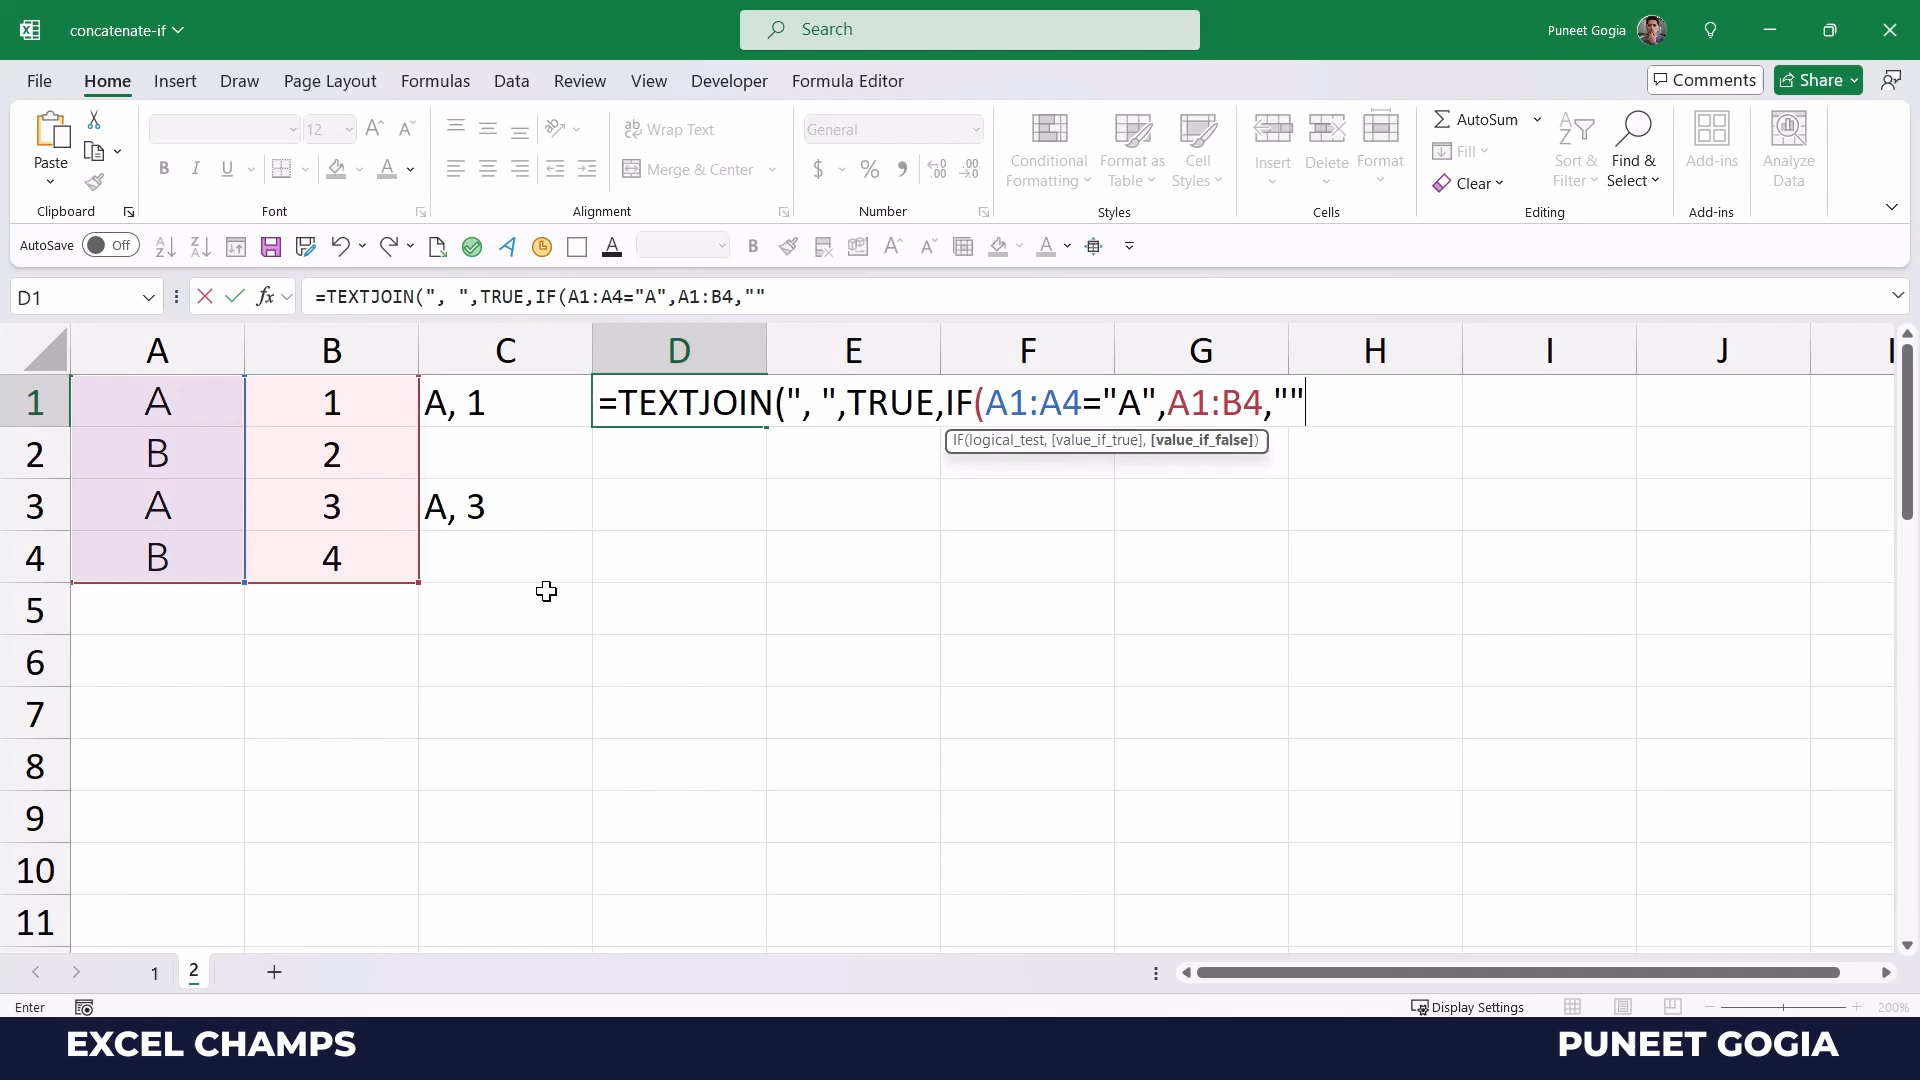 concatenate-if
Search
Puneet Gogia
File Home Insert Draw Page Layout Formulas Data Review View Developer Formula Editor
Comments
Share
Paste
12
Wrap Text
General
AutoSum
B I U
Merge & Center
$ %
Conditional Formatting
Format as Table
Cell Styles
Insert
Delete
Format
Fill
Clear
Sort & Filter
Find & Select
Add-ins
Analyze Data
Clipboard
Font
Alignment
Number
Styles
Cells
Editing
Add-ins
AutoSave Off
D1
fx
=TEXTJOIN(", ",TRUE,IF(A1:A4="A",A1:B4,""
A B C D E F G H I J
1 A 1 A, 1 =TEXTJOIN(", ",TRUE,IF(A1:A4="A",A1:B4,""
IF(logical_test, [value_if_true], [value_if_false])
2 B 2
3 A 3 A, 3
4 B 4
5
6
7
8
9
10
11
1 2
Enter
Display Settings
200%
EXCEL CHAMPS
PUNEET GOGIA